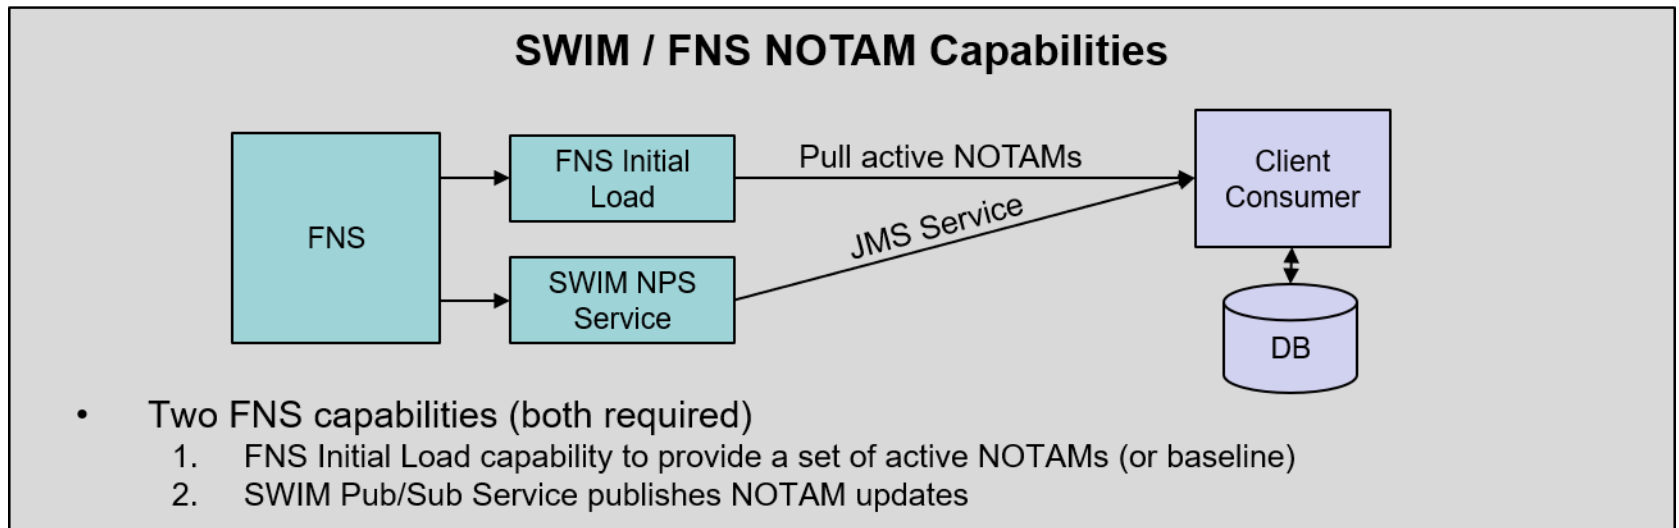 SWIM / FNS NOTAM Capabilities
FNS
FNS Initial
Load
Pull active NOTAMs
Client
Consumer
JMS Service
SWIM NPS
Service
DB
• Two FNS capabilities (both required)
1. FNS Initial Load capability to provide a set of active NOTAMs (or baseline)
2. SWIM Pub/Sub Service publishes NOTAM updates